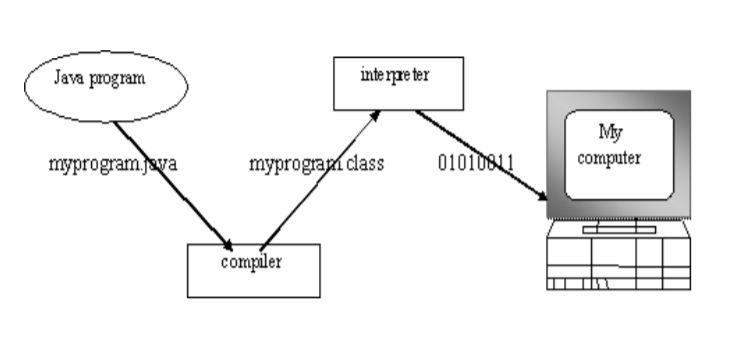 Java program
interpreter
My
computer
myprogram.java
myprogram.class
01010011
compiler